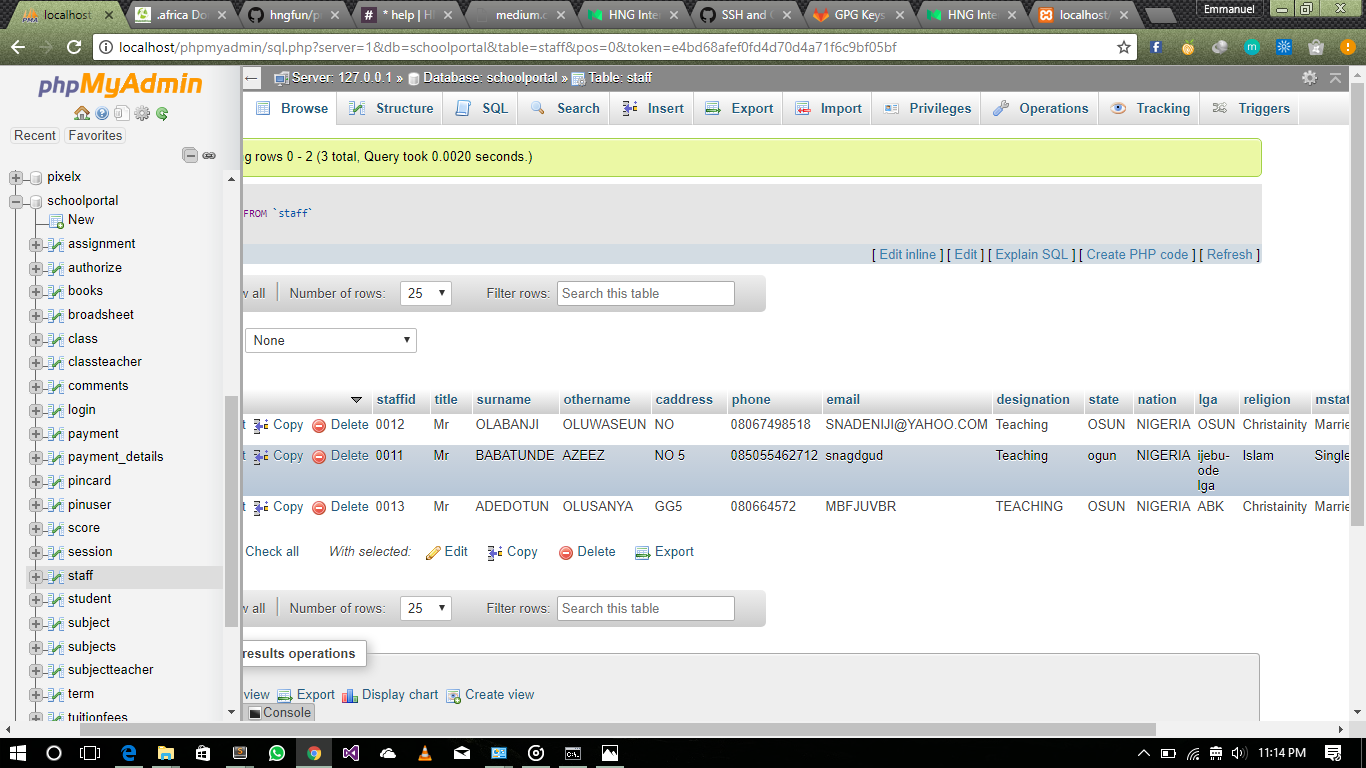 localhost
.africa Do
hngfun/p
* help | H
medium.c
HNG Inte
SSH and
GPG Keys
HNG Inte
localhost/
Emmanuel
localhost/phpmyadmin/sql.php?server=1&db=schoolportal&table=staff&pos=0&token=e4bd68afef0fd4d70d4a71f6c9bf05bf
phpMyAdmin
Recent Favorites
pixelx
schoolportal
New
assignment
authorize
books
broadsheet
class
classteacher
comments
login
payment
payment_details
pincard
pinuser
score
session
staff
student
subject
subjects
subjectteacher
term
tuitionfees
Server: 127.0.0.1 » Database: schoolportal » Table: staff
Browse Structure SQL Search Insert Export Import Privileges Operations Tracking Triggers
g rows 0 - 2 (3 total, Query took 0.0020 seconds.)
FROM `staff`
[ Edit inline ] [ Edit ] [ Explain SQL ] [ Create PHP code ] [ Refresh ]
w all Number of rows: 25 Filter rows: Search this table
None
staffid title surname othername caddress phone email designation state nation lga religion mstat
t Copy Delete 0012 Mr OLABANJI OLUWASEUN NO 08067498518 SNADENIJI@YAHOO.COM Teaching OSUN NIGERIA OSUN Christainity Marrie
t Copy Delete 0011 Mr BABATUNDE AZEEZ NO 5 085055462712 snagdgud Teaching ogun NIGERIA ijebu- Islam Single
ode
lga
t Copy Delete 0013 Mr ADEDOTUN OLUSANYA GG5 080664572 MBFJUVBR TEACHING OSUN NIGERIA ABK Christainity Marrie
Check all With selected: Edit Copy Delete Export
w all Number of rows: 25 Filter rows: Search this table
results operations
view Export Display chart Create view
Console
11:14 PM